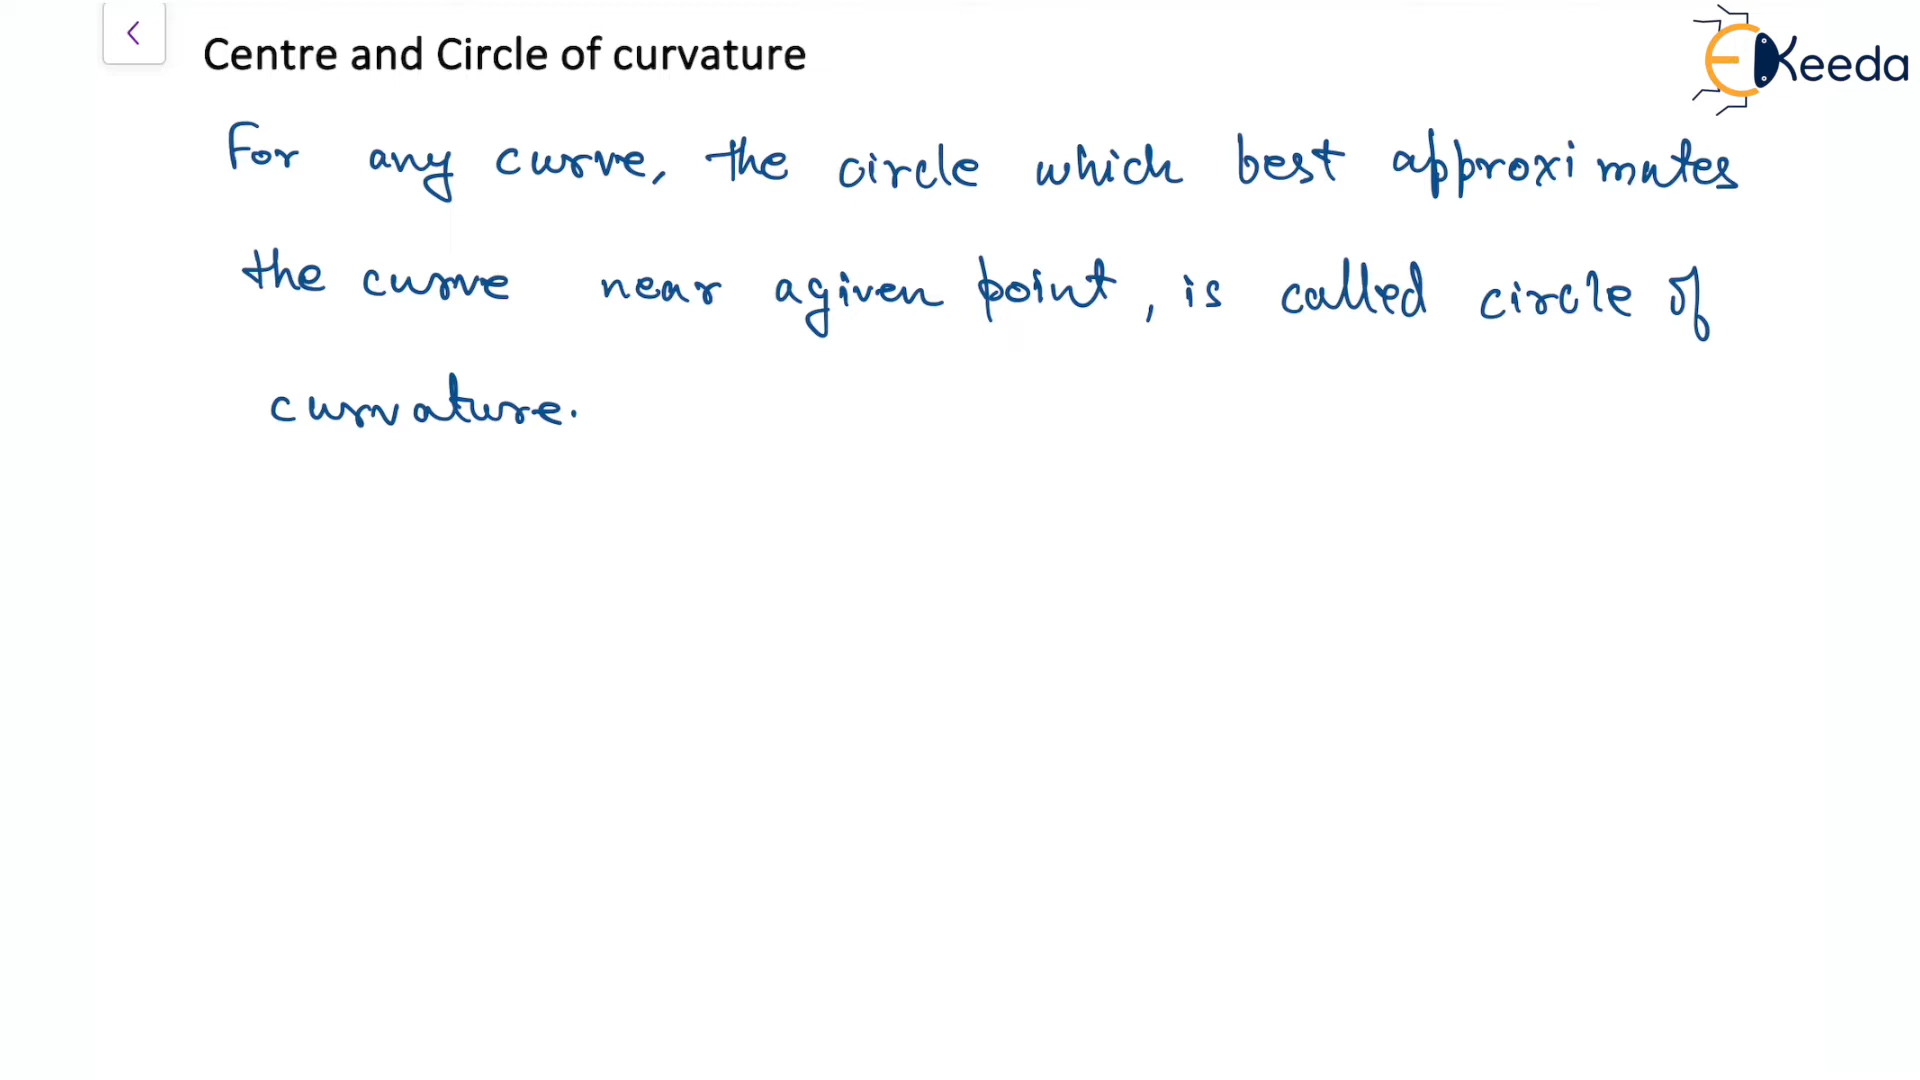 Centre and Circle of curvature
EKeeda
For any curve, the circle which best approximates
the curve near a given point, is called circle of
curvature.